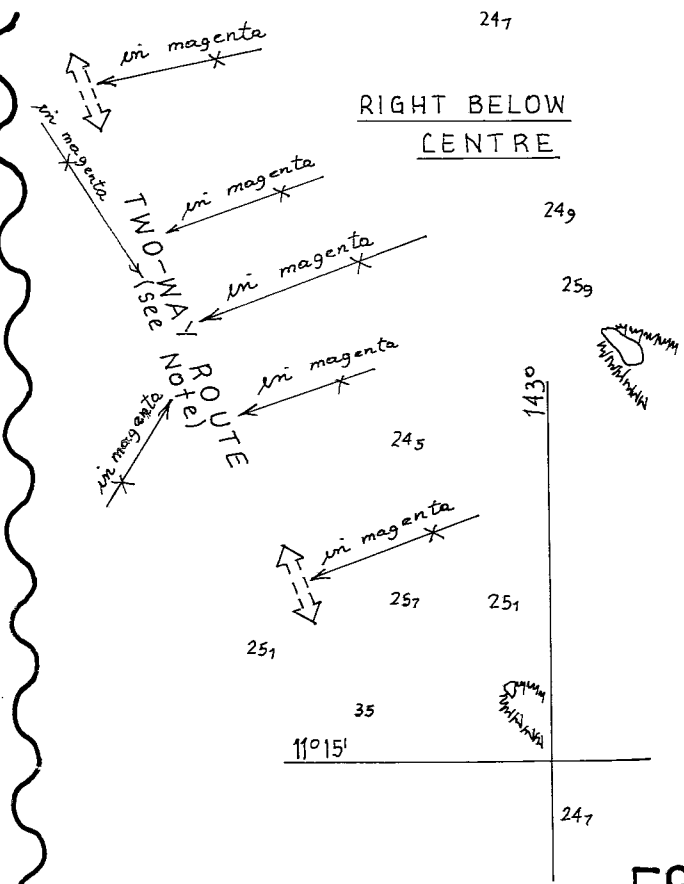 24₇
in magenta
RIGHT BELOW
CENTRE
in magenta
in magenta
TWO-WAY ROUTE
(see Note)
24₉
in magenta
25₉
in magenta
143°
in magenta
24₅
in magenta
25₇
25₁
25₁
35
11°15'
24₇